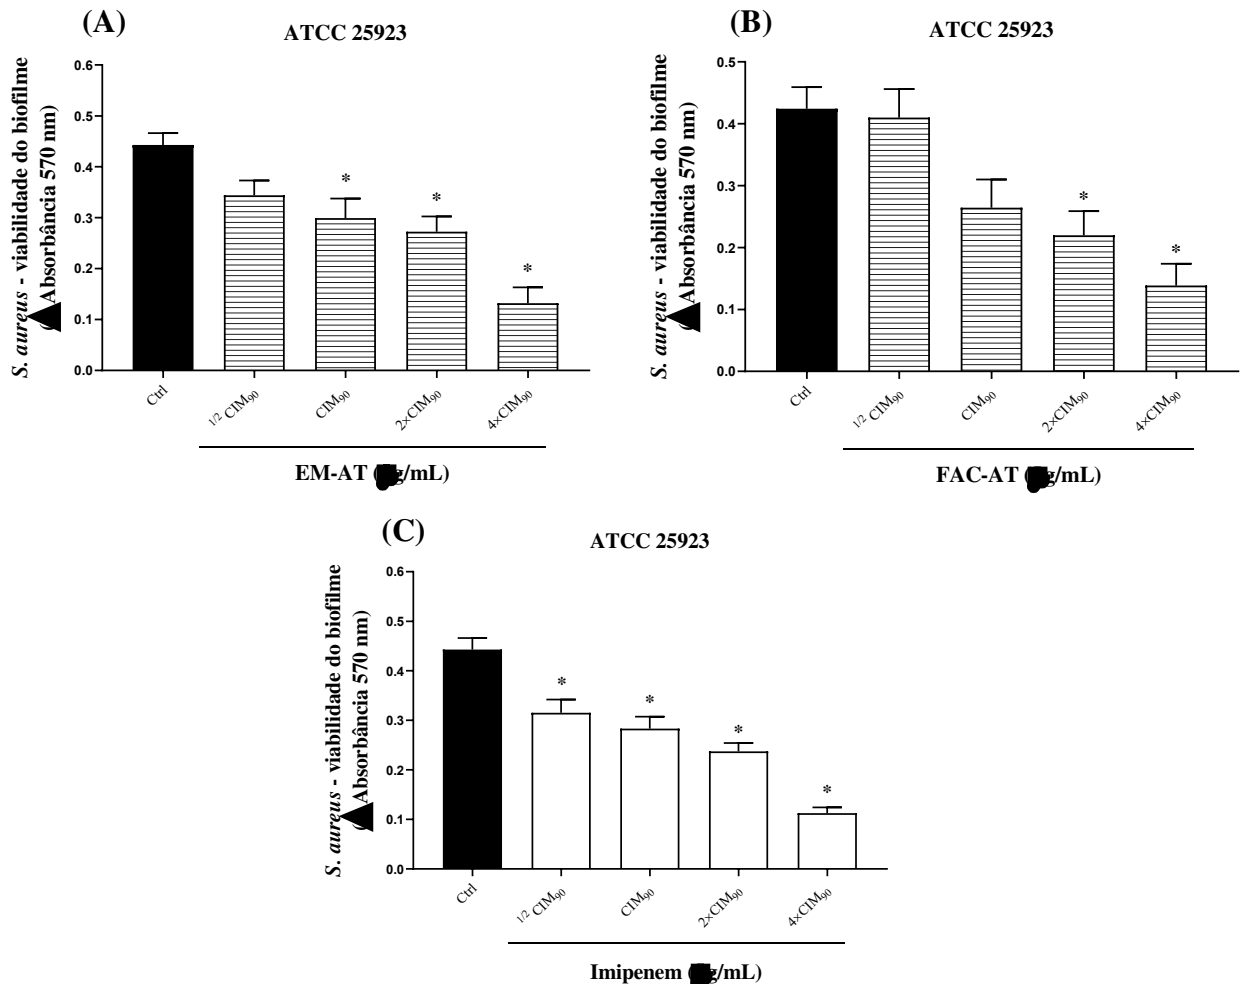 (A)
ATCC 25923
S. aureus - viabilidade do biofilme
Absorbância 570 nm)
0.6
0.5
0.4
0.3
0.2
0.1
0.0
*
*
*
Ctrl
1/2 CIM90
CIM90
2×CIM90
4×CIM90
EM-AT ( g/mL)
(B)
ATCC 25923
S. aureus - viabilidade do biofilme
Absorbância 570 nm)
0.5
0.4
0.3
0.2
0.1
0.0
*
*
Ctrl
1/2 CIM90
CIM90
2×CIM90
4×CIM90
FAC-AT ( g/mL)
(C)
ATCC 25923
S. aureus - viabilidade do biofilme
Absorbância 570 nm)
0.6
0.5
0.4
0.3
0.2
0.1
0.0
*
*
*
*
Ctrl
1/2 CIM90
CIM90
2×CIM90
4×CIM90
Imipenem ( g/mL)